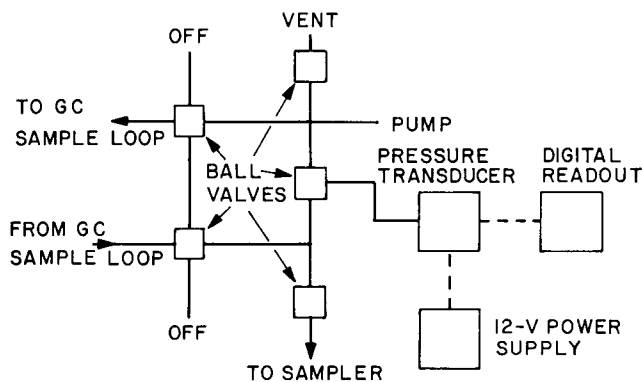 VENT
OFF
TO GC
SAMPLE LOOP
PUMP
PRESSURE
TRANSDUCER
DIGITAL
READOUT
BALL
VALVES
FROM GC
SAMPLE LOOP
OFF
12-V POWER
SUPPLY
TO SAMPLER